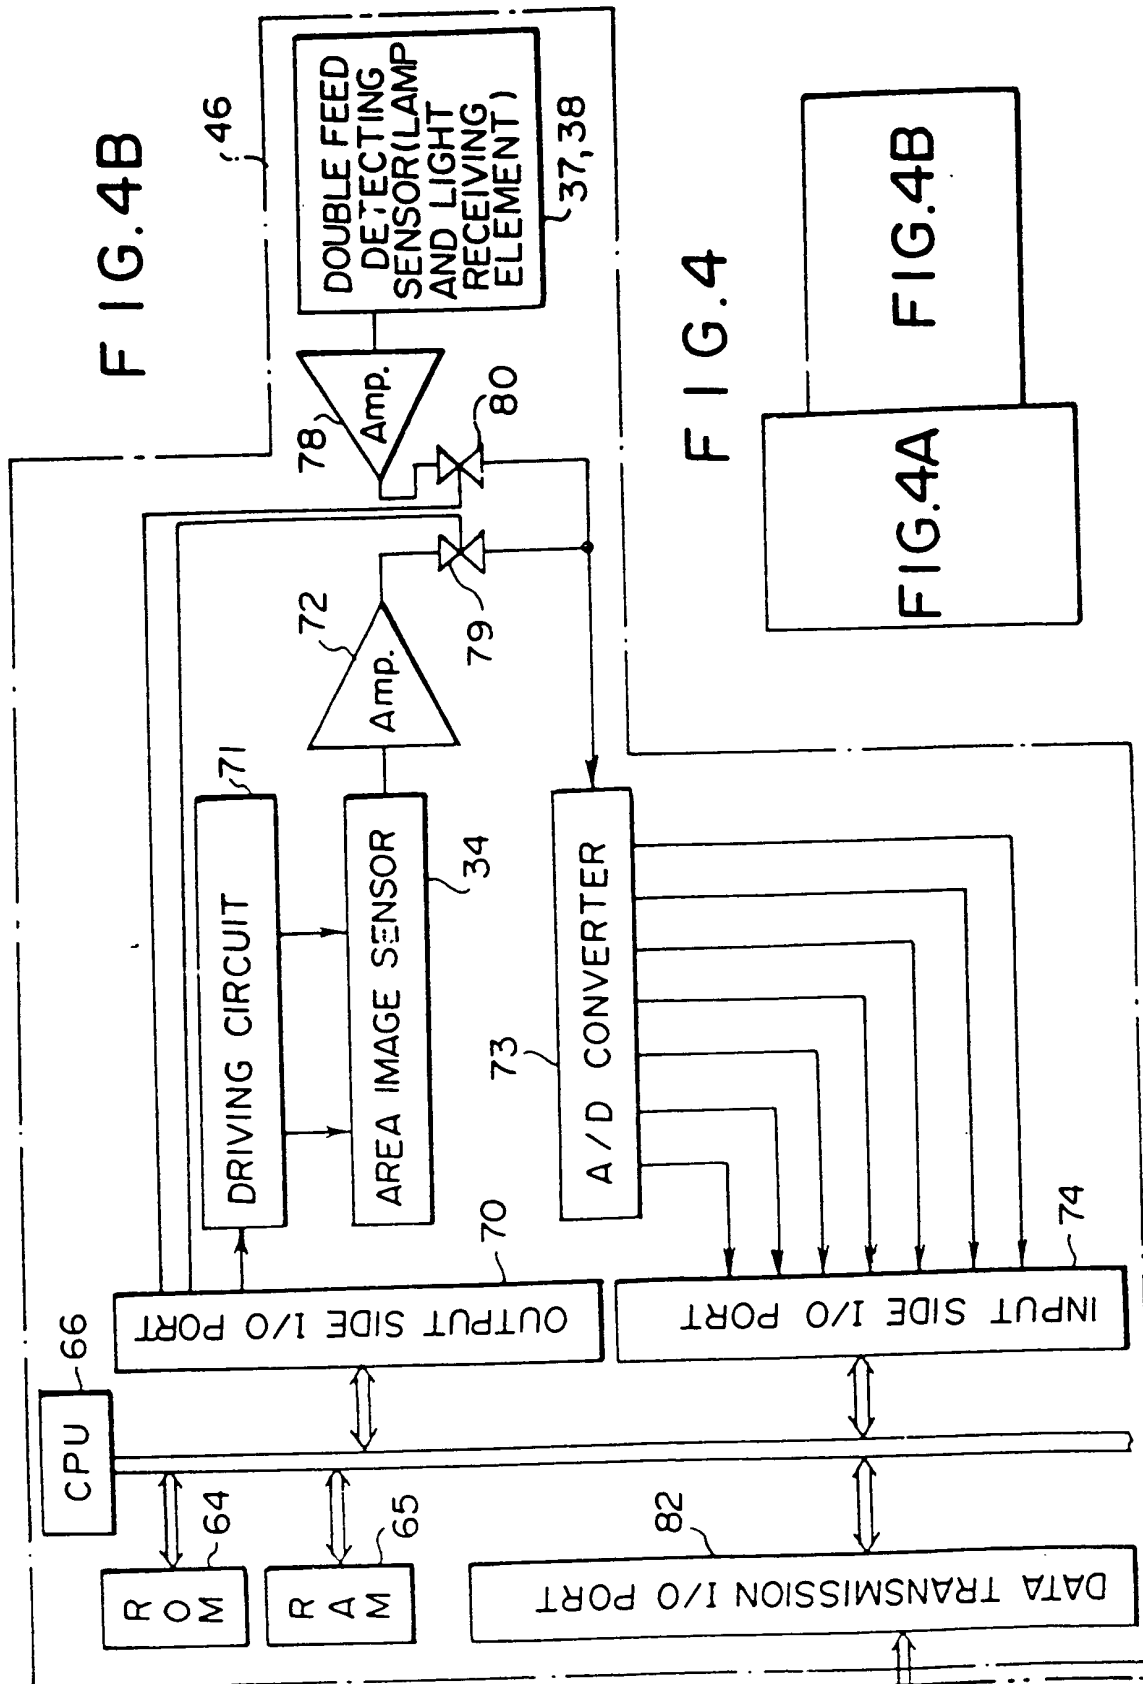 FIG.4B
46
DOUBLE FEED
DETECTING
SENSOR(LAMP
AND LIGHT
RECEIVING
ELEMENT)
37,38
Amp.
78
80
79
72
Amp.
71
DRIVING CIRCUIT
AREA IMAGE SENSOR
34
73
A/D CONVERTER
70
OUTPUT SIDE I/O PORT
74
INPUT SIDE I/O PORT
66
CPU
64
ROM
65
RAM
82
DATA TRANSMISSION I/O PORT
FIG.4
FIG.4A
FIG.4B